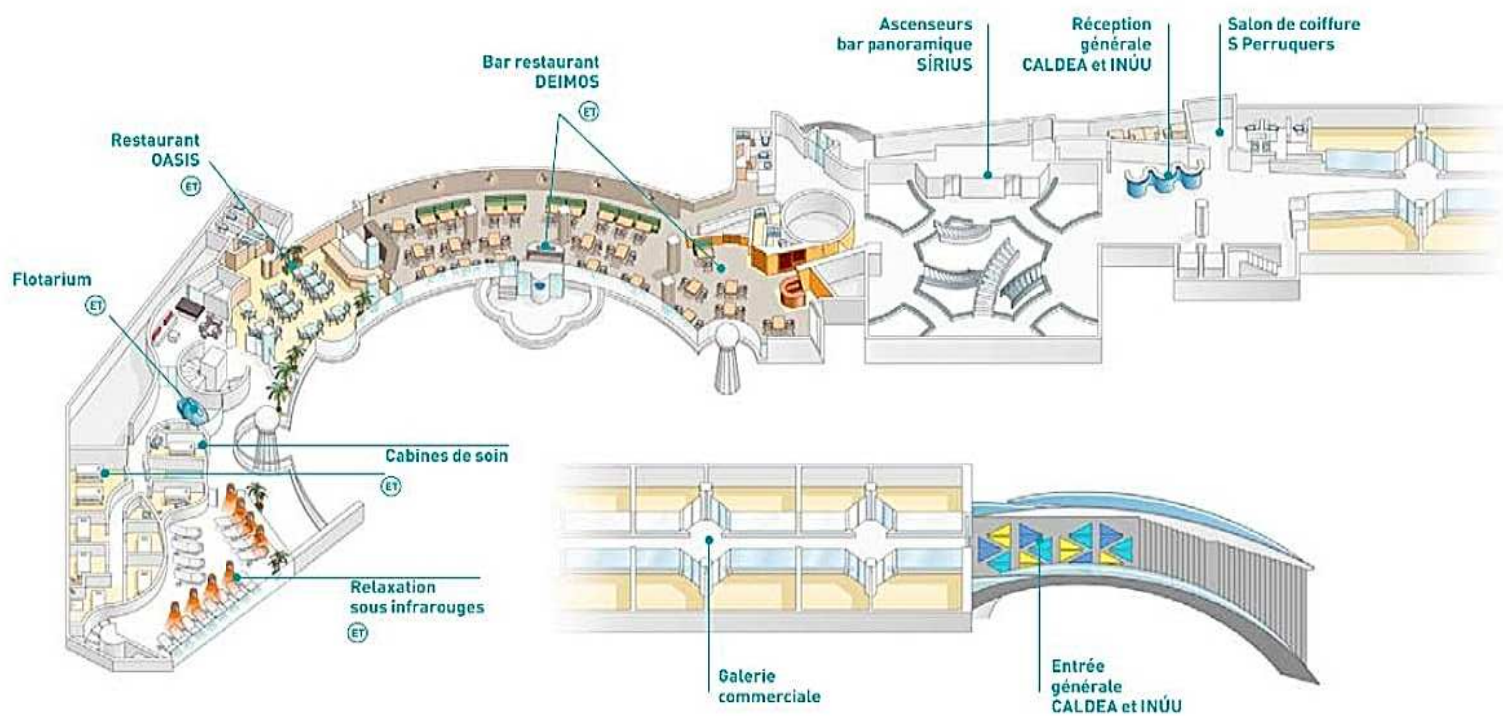 Ascenseurs
bar panoramique
SÍRIUS
Réception
générale
CALDEA et INÚU
Salon de coiffure
S Perruquers
Bar restaurant
DEIMOS
ET
Restaurant
OASIS
ET
Flotarium
ET
Cabines de soin
ET
Relaxation
sous infrarouges
ET
Galerie
commerciale
Entrée
générale
CALDEA et INÚU